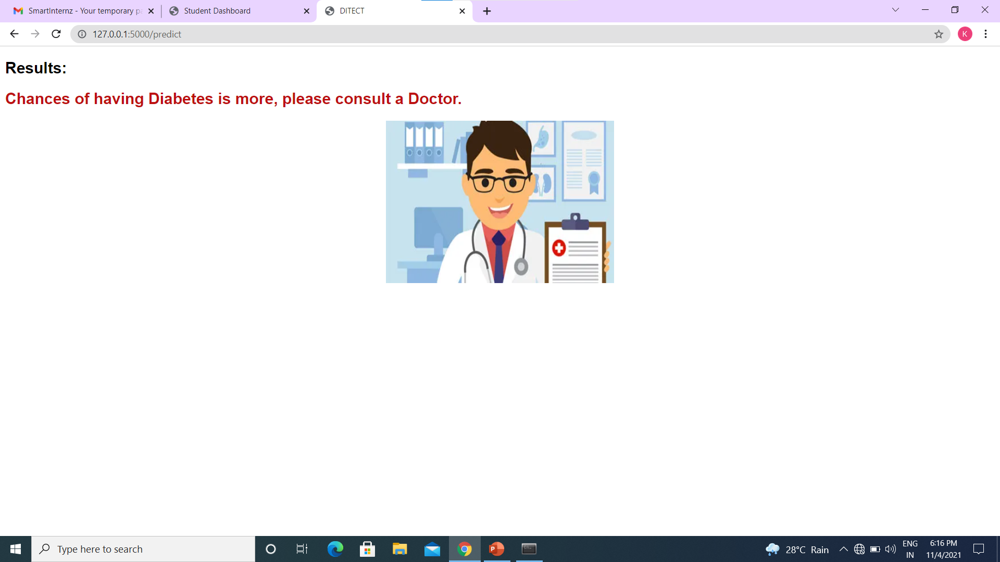 SmartInternz - Your temporary pa
Student Dashboard
DITECT
127.0.0.1:5000/predict
K
Results:
Chances of having Diabetes is more, please consult a Doctor.
Type here to search
P
28°C Rain
ENG
IN
6:16 PM
11/4/2021